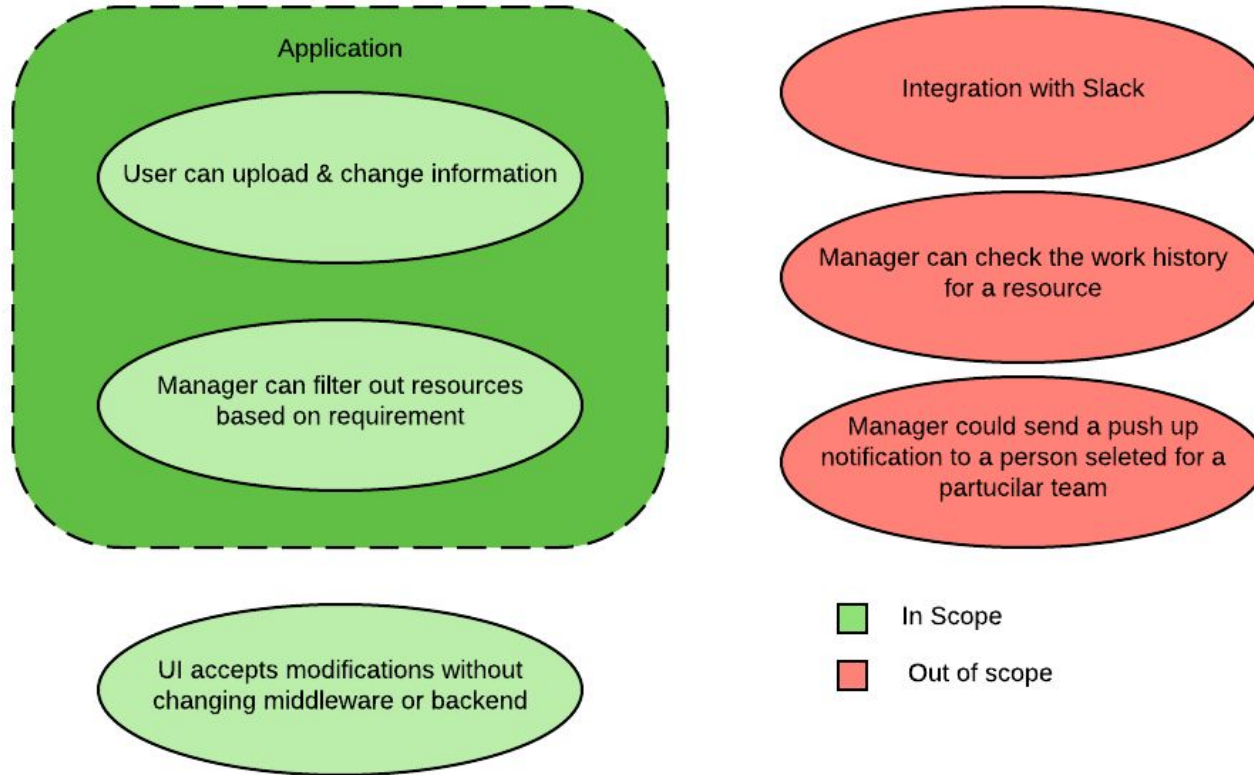 Application
User can upload & change information
Manager can filter out resources
based on requirement
UI accepts modifications without
changing middleware or backend
Integration with Slack
Manager can check the work history
for a resource
Manager could send a push up
notification to a person seleted for a
partucilar team
In Scope
Out of scope